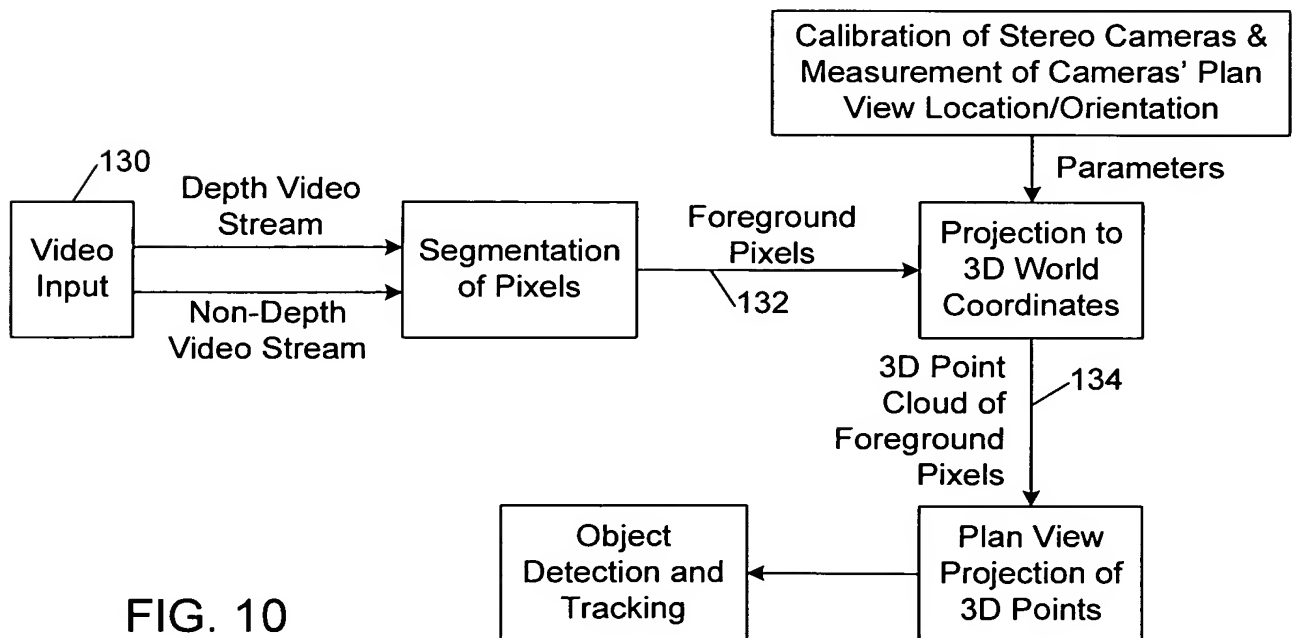 Calibration of Stereo Cameras &
Measurement of Cameras' Plan
View Location/Orientation
Parameters
130
Video
Input
Depth Video
Stream
Non-Depth
Video Stream
Segmentation
of Pixels
Foreground
Pixels
132
Projection to
3D World
Coordinates
3D Point
Cloud of
Foreground
Pixels
134
Plan View
Projection of
3D Points
Object
Detection and
Tracking
FIG. 10